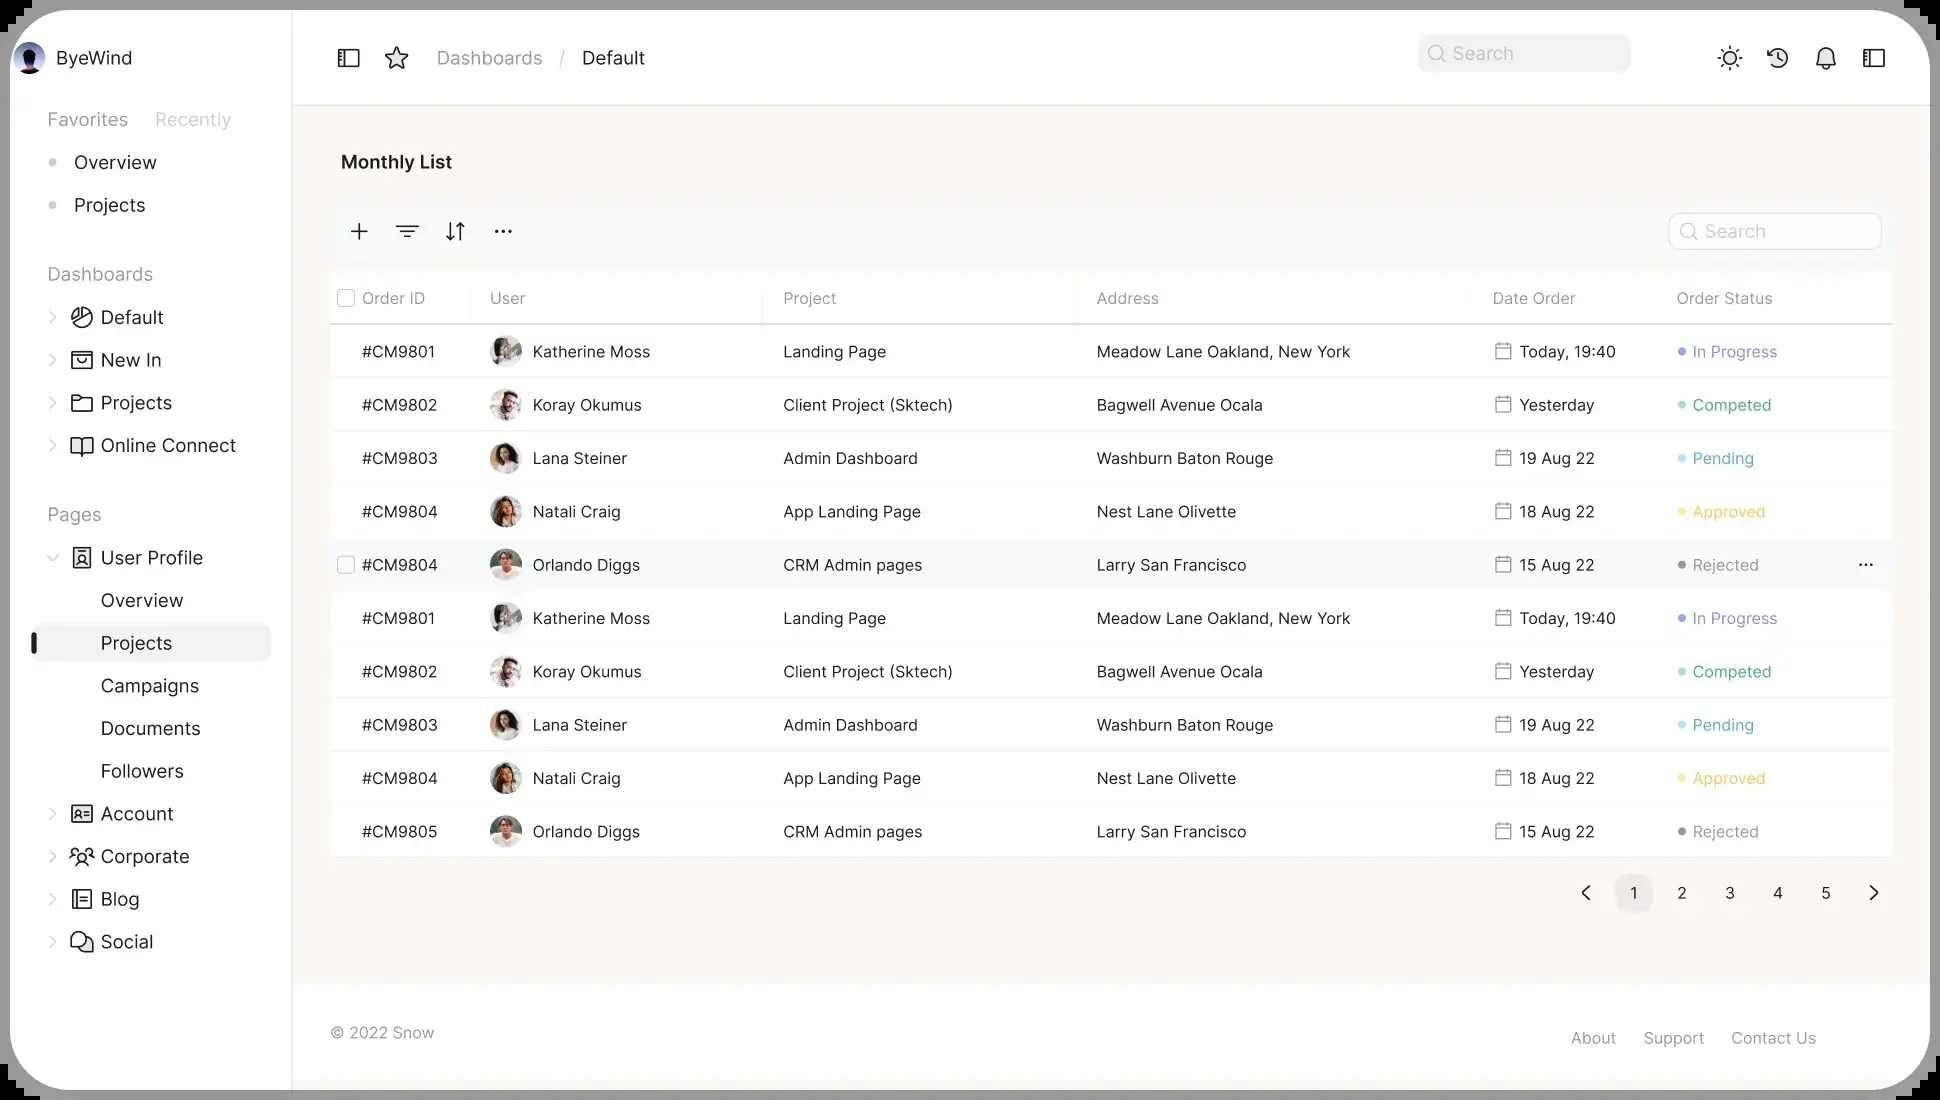 ByeWind
Dashboards / Default
Search
Favorites Recently
Overview
Projects
Dashboards
Default
New In
Projects
Online Connect
Pages
User Profile
Overview
Projects
Campaigns
Documents
Followers
Account
Corporate
Blog
Social
Monthly List
Search
Order ID User Project Address Date Order Order Status
#CM9801 Katherine Moss Landing Page Meadow Lane Oakland, New York Today, 19:40 In Progress
#CM9802 Koray Okumus Client Project (Sktech) Bagwell Avenue Ocala Yesterday Competed
#CM9803 Lana Steiner Admin Dashboard Washburn Baton Rouge 19 Aug 22 Pending
#CM9804 Natali Craig App Landing Page Nest Lane Olivette 18 Aug 22 Approved
#CM9804 Orlando Diggs CRM Admin pages Larry San Francisco 15 Aug 22 Rejected
#CM9801 Katherine Moss Landing Page Meadow Lane Oakland, New York Today, 19:40 In Progress
#CM9802 Koray Okumus Client Project (Sktech) Bagwell Avenue Ocala Yesterday Competed
#CM9803 Lana Steiner Admin Dashboard Washburn Baton Rouge 19 Aug 22 Pending
#CM9804 Natali Craig App Landing Page Nest Lane Olivette 18 Aug 22 Approved
#CM9805 Orlando Diggs CRM Admin pages Larry San Francisco 15 Aug 22 Rejected
1 2 3 4 5
© 2022 Snow
About Support Contact Us